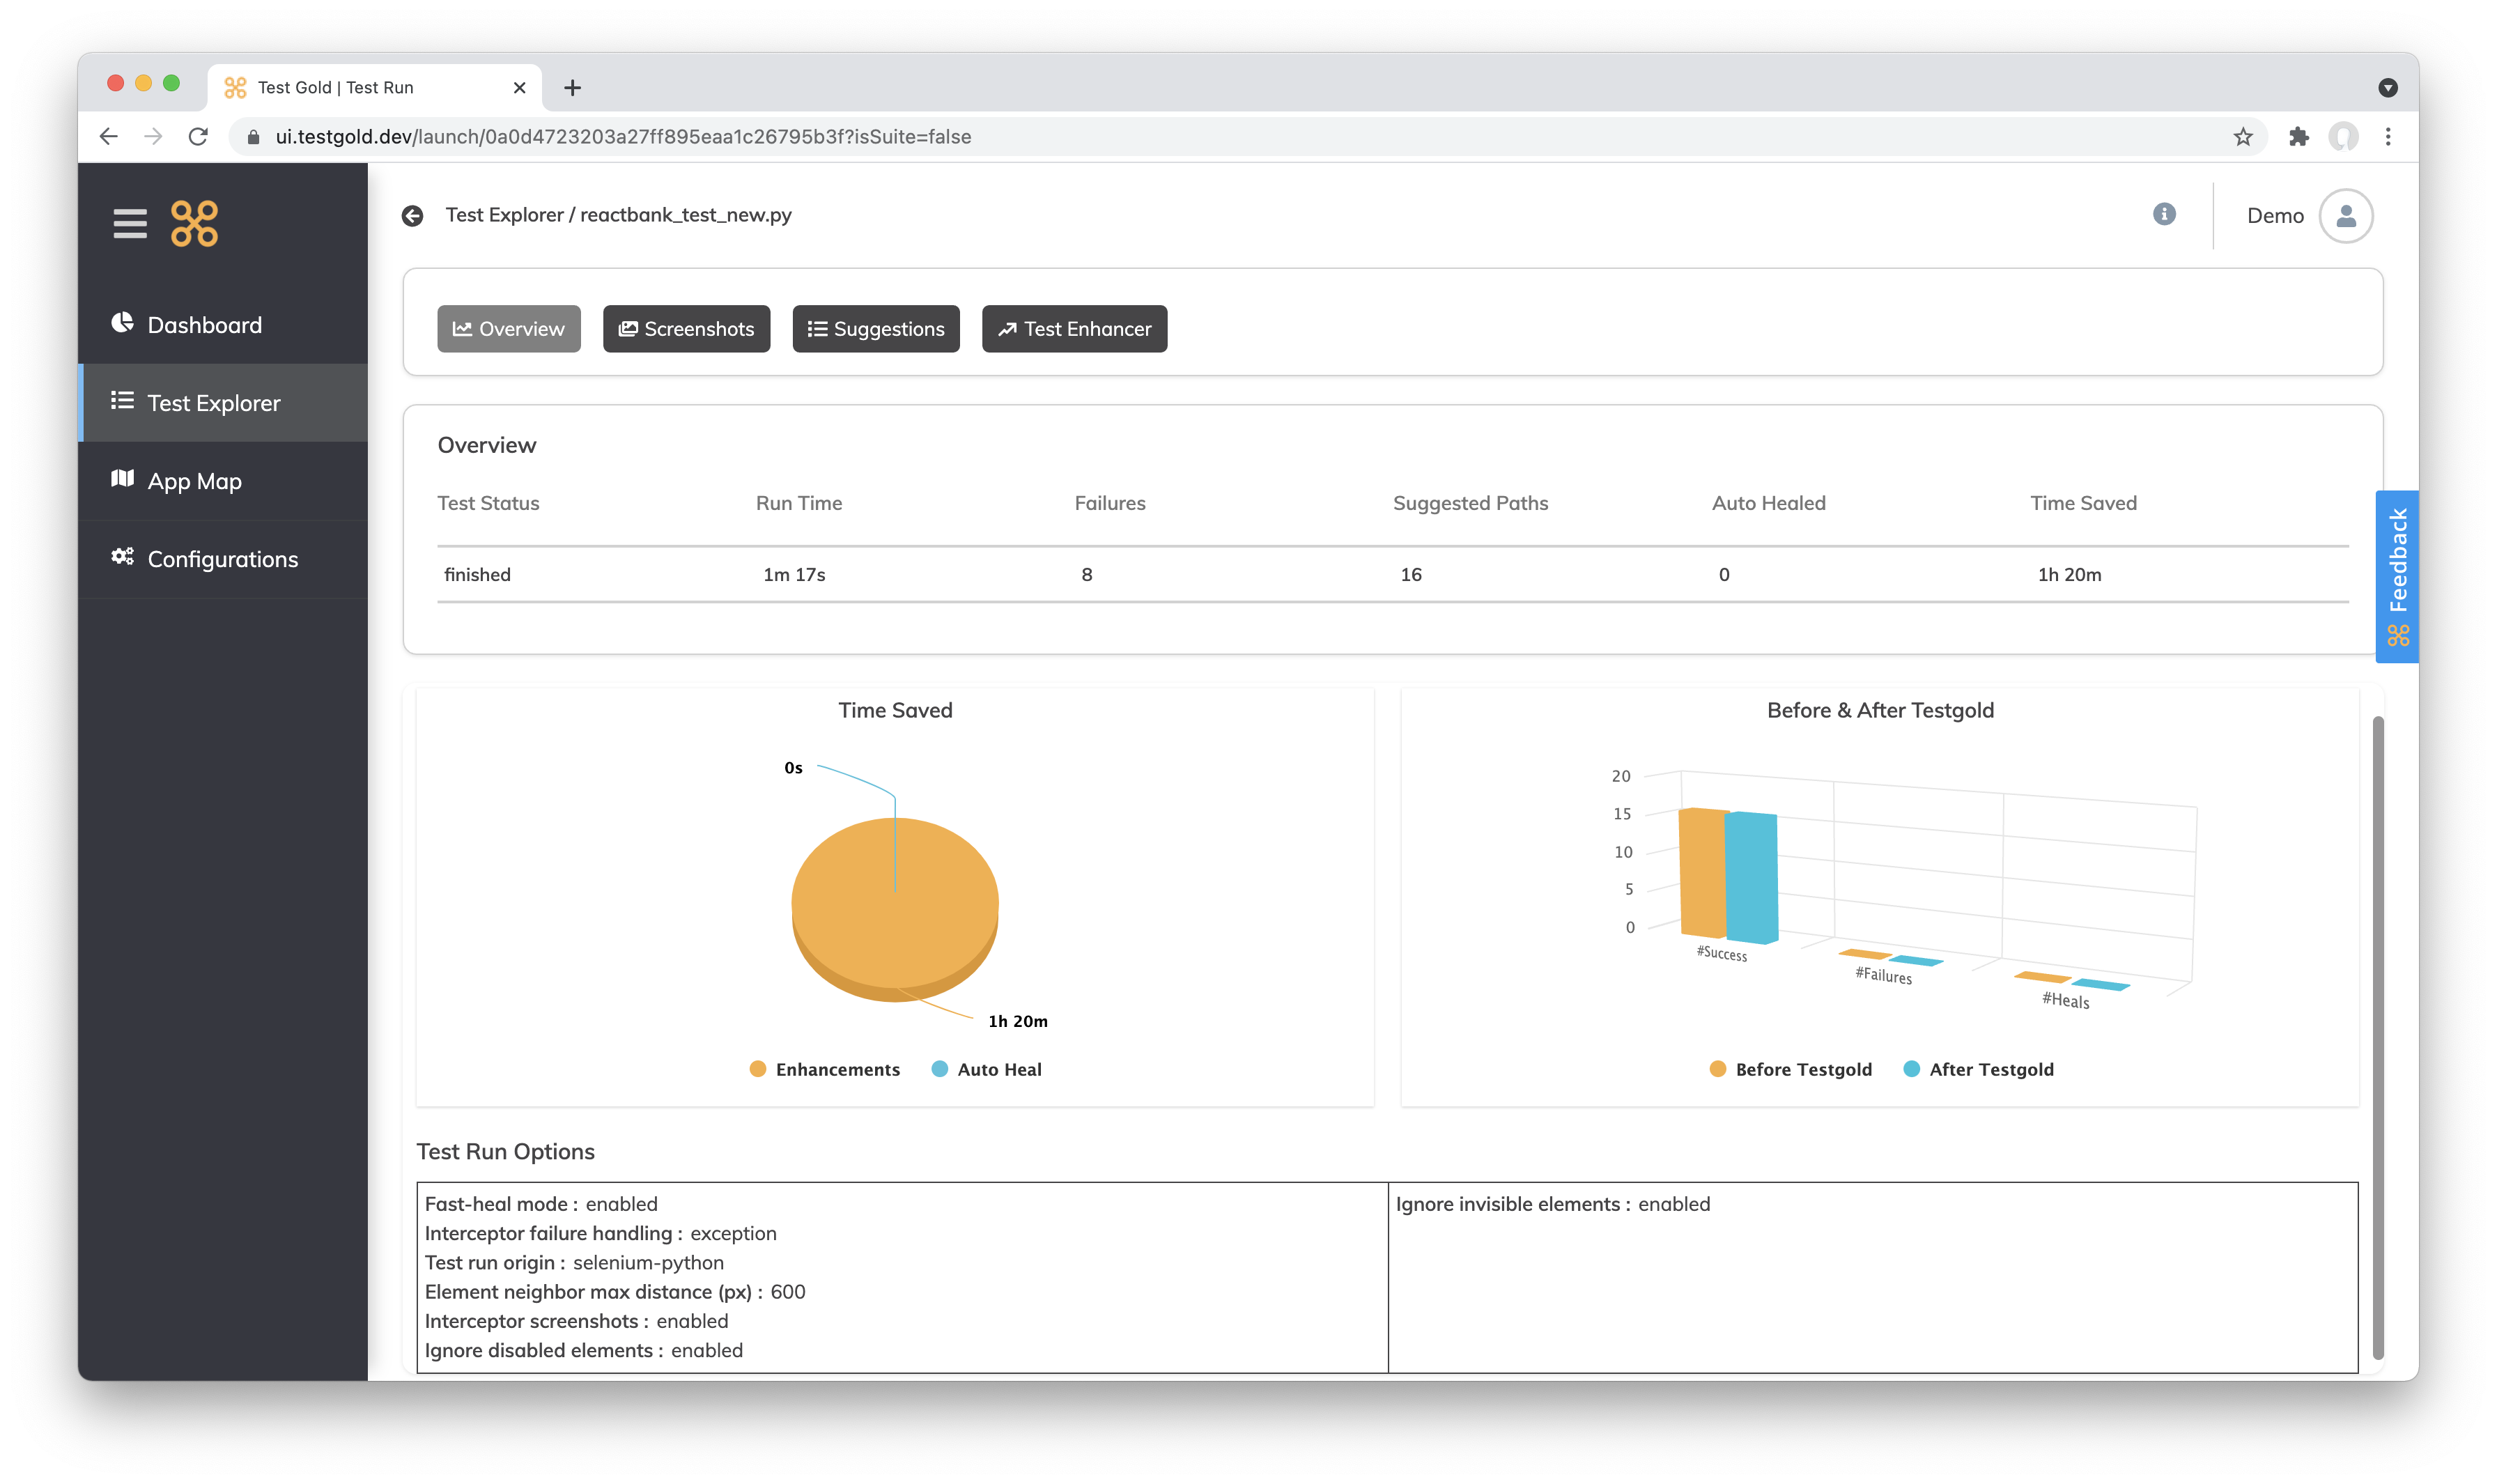 Test Gold | Test Run
ui.testgold.dev/launch/0a0d4723203a27ff895eaa1c26795b3f?isSuite=false
Test Explorer / reactbank_test_new.py
Demo
Dashboard
Test Explorer
App Map
Configurations
Overview
Screenshots
Suggestions
Test Enhancer
Overview
Test Status Run Time Failures Suggested Paths Auto Healed Time Saved
finished 1m 17s 8 16 0 1h 20m
Feedback
Time Saved
0s
1h 20m
Enhancements Auto Heal
Before & After Testgold
20
15
10
5
0
#Success
#Failures
#Heals
Before Testgold After Testgold
Test Run Options
Fast-heal mode : enabled
Interceptor failure handling : exception
Test run origin : selenium-python
Element neighbor max distance (px) : 600
Interceptor screenshots : enabled
Ignore disabled elements : enabled
Ignore invisible elements : enabled